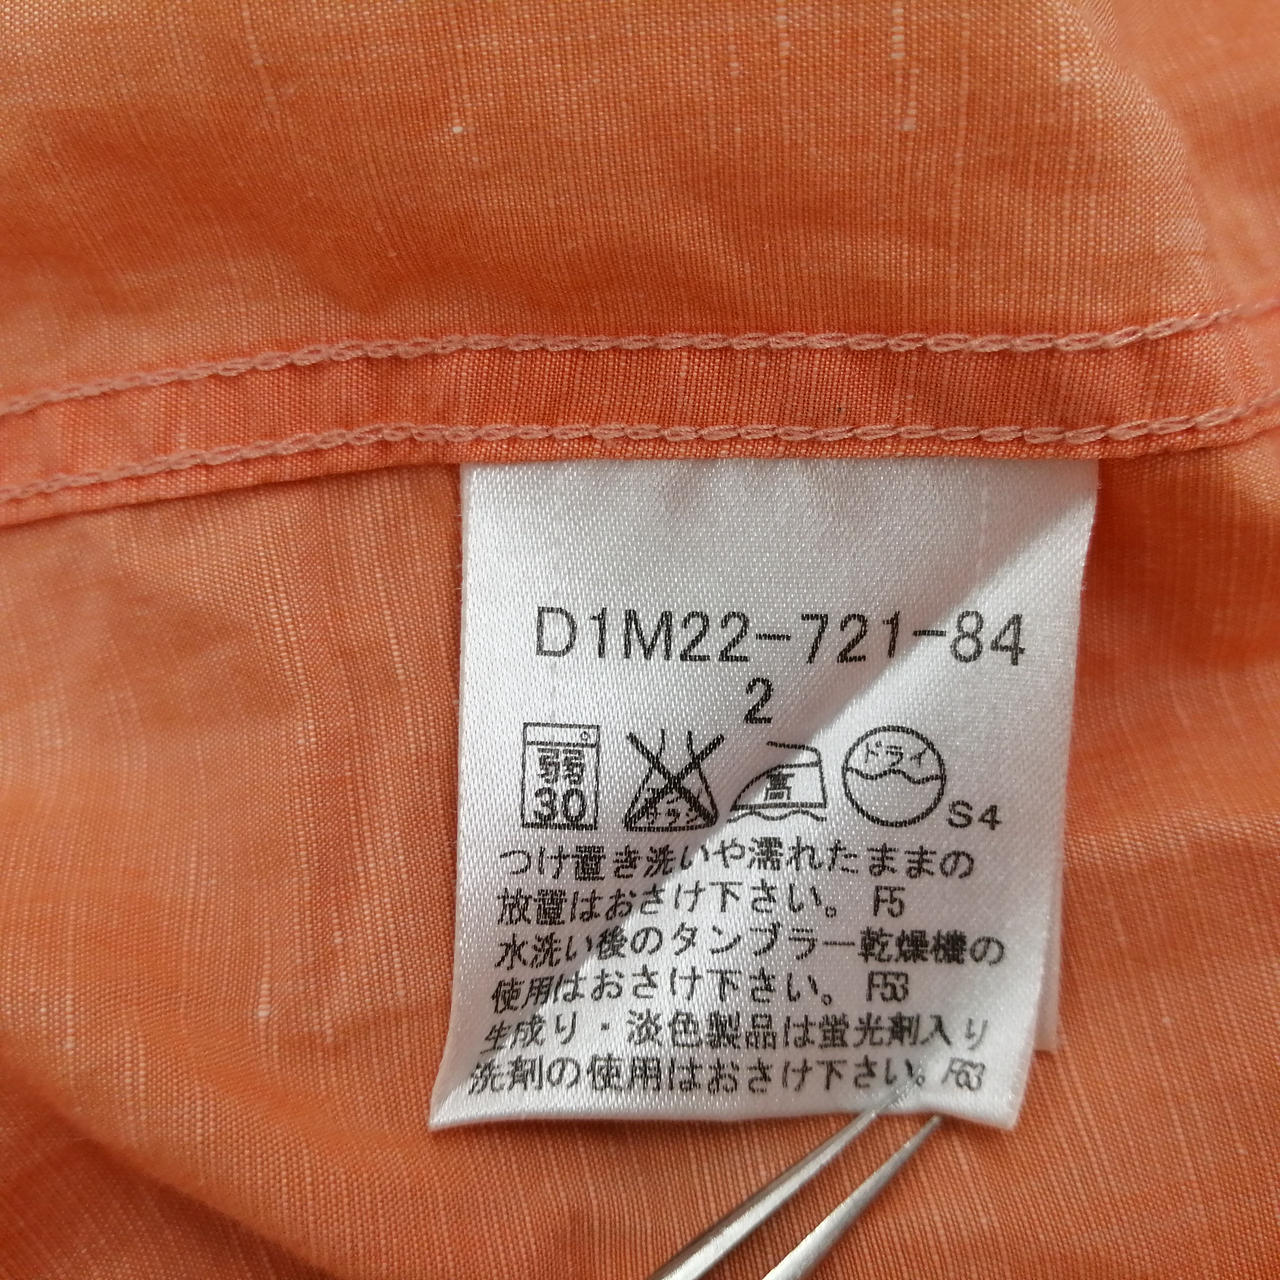 D1M22-721-84
2
弱 30 サラシ 高 ドライ S4
つけ置き洗いや濡れたままの
放置はおさけ下さい。 F5
水洗い後のタンブラー乾燥機の
使用はおさけ下さい。 F53
生成り・淡色製品は蛍光剤入り
洗剤の使用はおさけ下さい。 F63